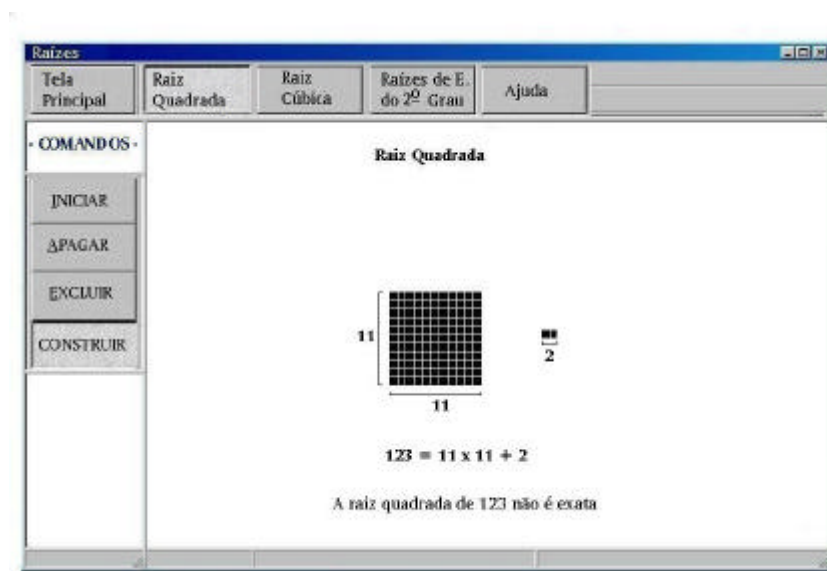 Raízes
Tela
Principal
Raiz
Quadrada
Raiz
Cúbica
Raízes de E.
do 2º Grau
Ajuda
- COMANDOS -
INICIAR
APAGAR
EXCLUIR
CONSTRUIR
Raiz Quadrada
11
2
11
123 = 11 x 11 + 2
A raiz quadrada de 123 não é exata